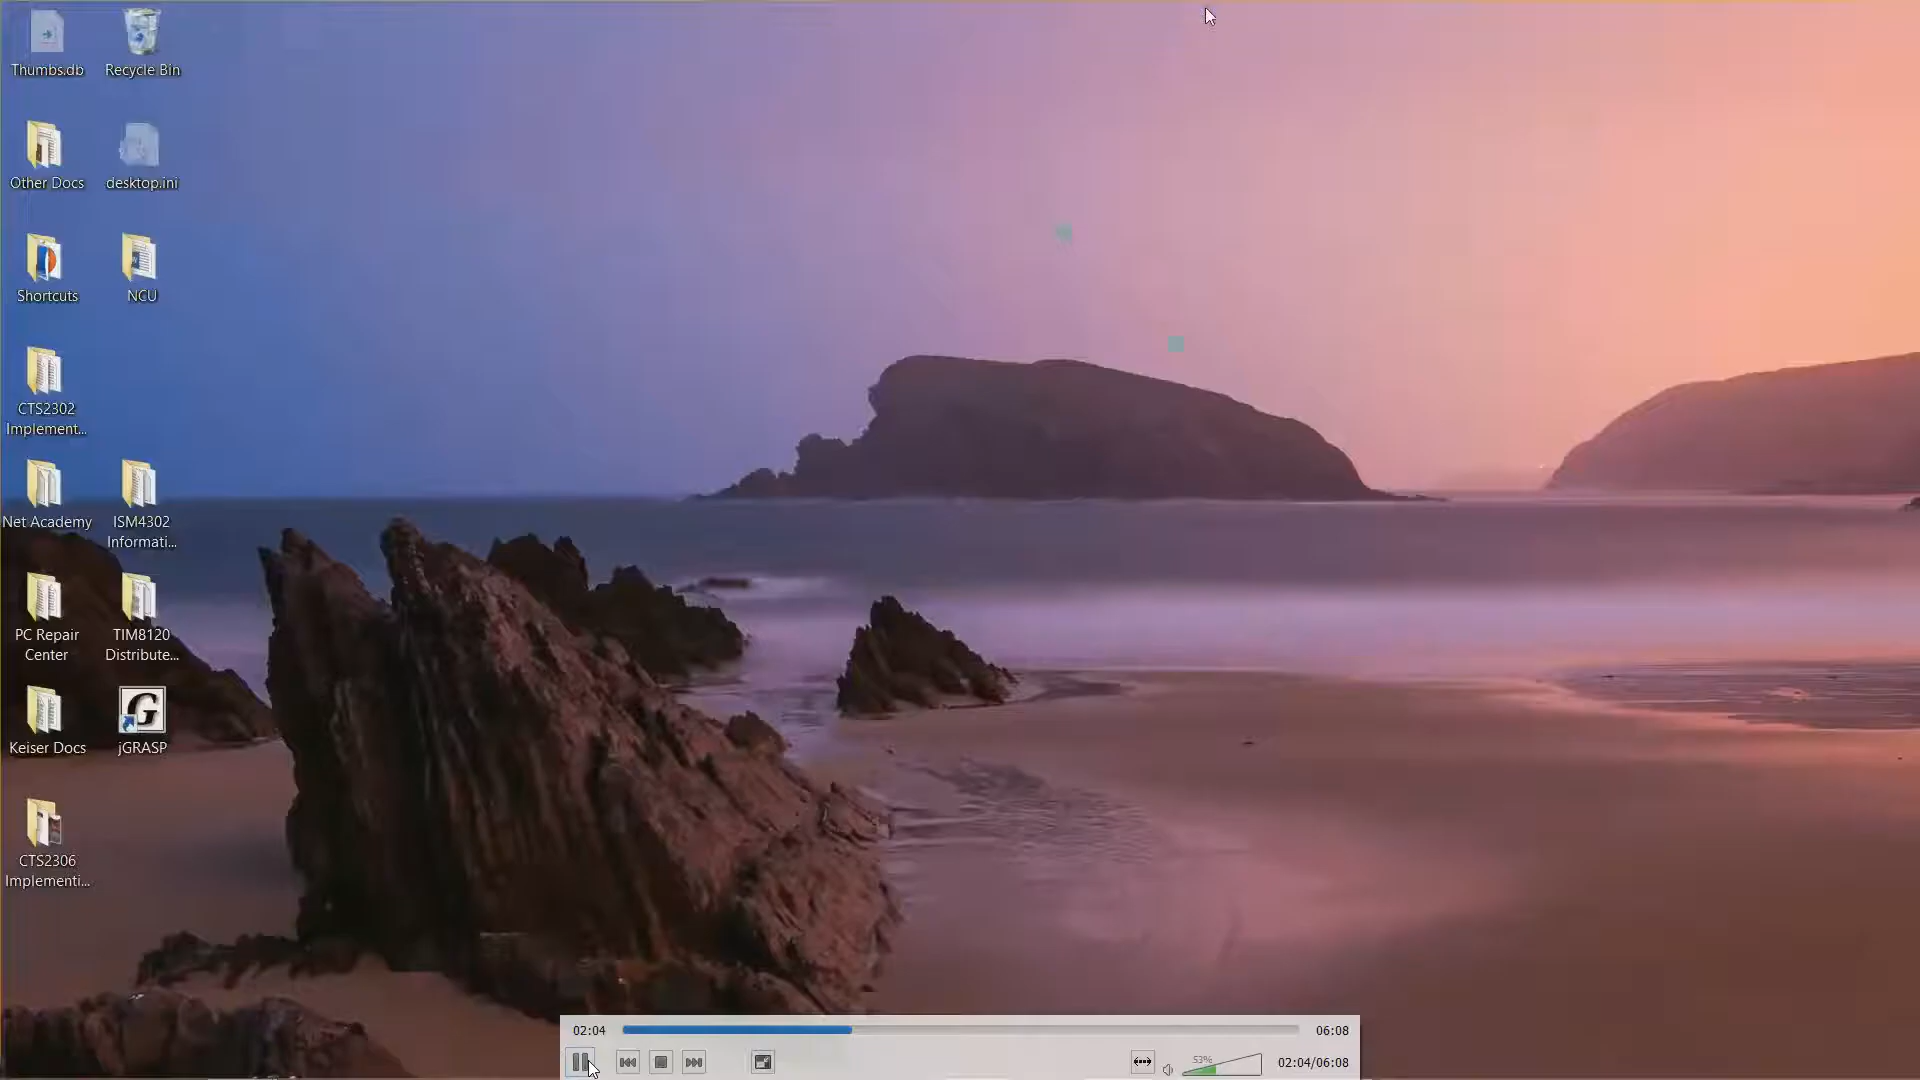 Thumbs.db
Recycle Bin
Other Docs
desktop.ini
Shortcuts
NCU
CTS2302
Implement...
Net Academy
ISM4302
Informati...
PC Repair
Center
TIM8120
Distribute...
Keiser Docs
G
jGRASP
CTS2306
Implementi...
02:04
06:08
53%
02:04/06:08